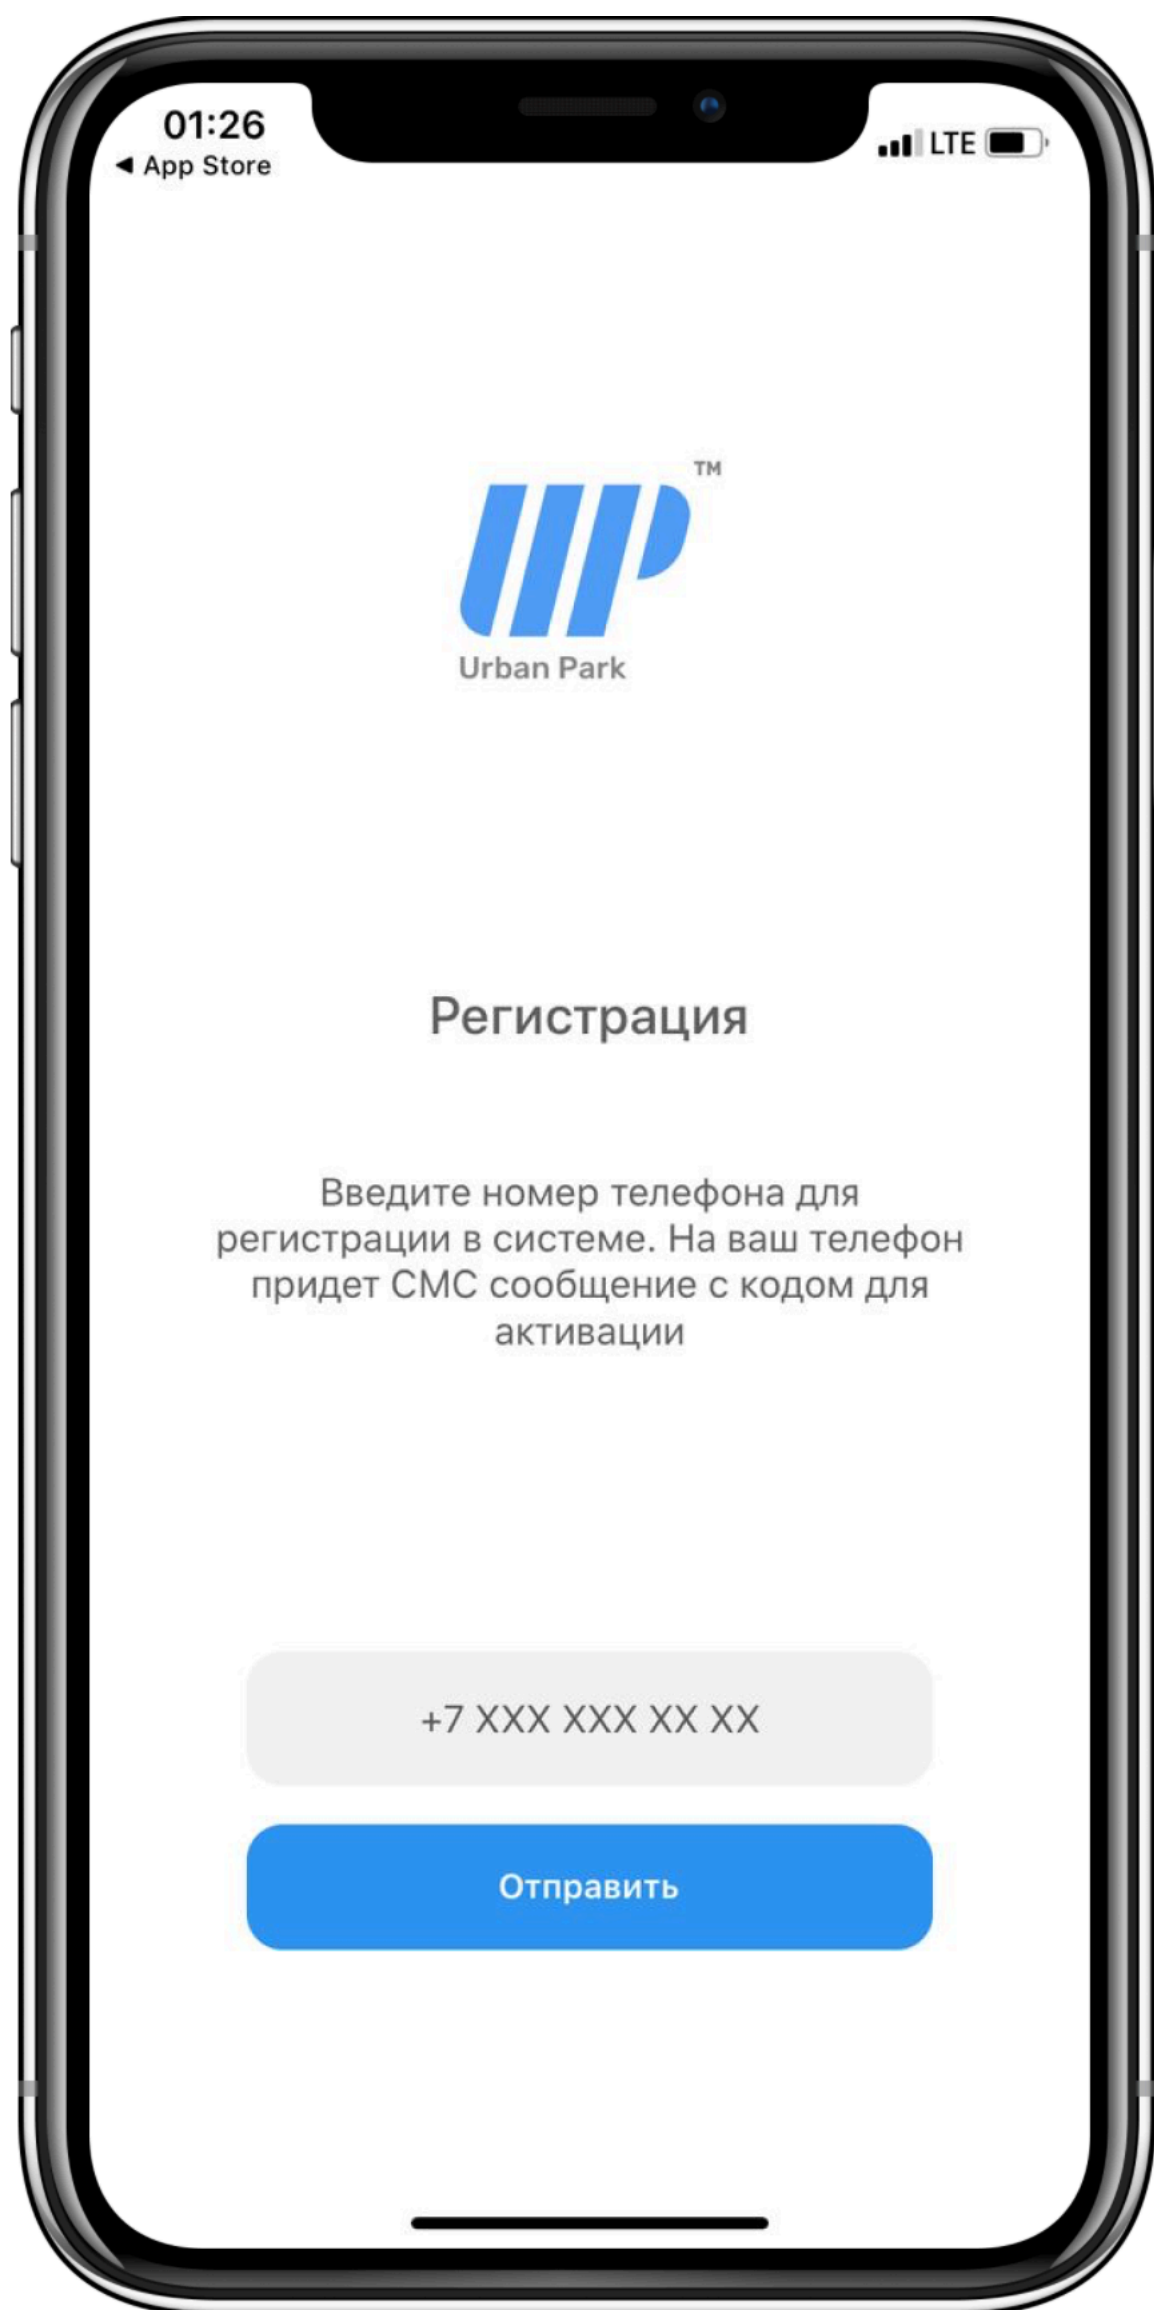 01:26
◀ App Store
LTE
UP™
Urban Park
Регистрация
Введите номер телефона для
регистрации в системе. На ваш телефон
придет СМС сообщение с кодом для
активации
+7 XXX XXX XX XX
Отправить